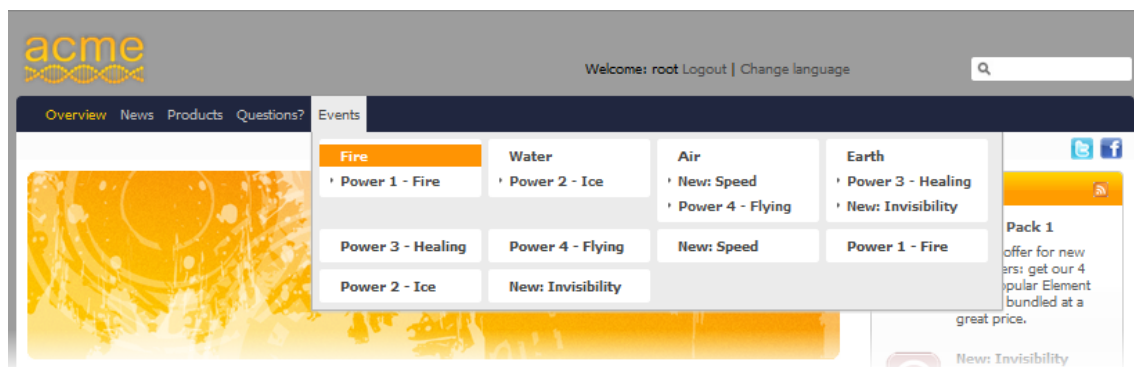 acme
Welcome: root Logout | Change language
Overview News Products Questions? Events
Fire Water Air Earth
Power 1 - Fire Power 2 - Ice New: Speed Power 3 - Healing
Power 4 - Flying New: Invisibility
Power 3 - Healing Power 4 - Flying New: Speed Power 1 - Fire
Power 2 - Ice New: Invisibility
Pack 1
offer for new
ers: get our 4
opular Element
bundled at a
great price.
New: Invisibility